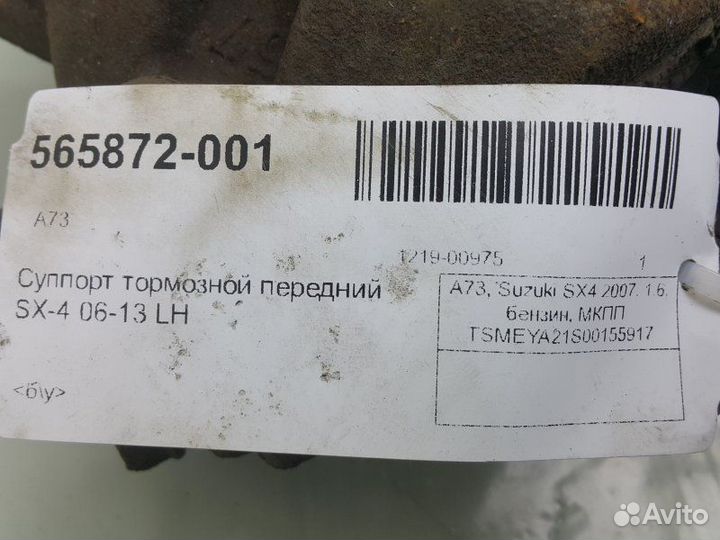 565872-001
A73
1219-00975 1
Суппорт тормозной передний
SX-4 06-13 LH
<б\у>
A73, Suzuki SX4 2007, 1.6,
бензин, МКПП
TSMEYA21S00155917
Avito